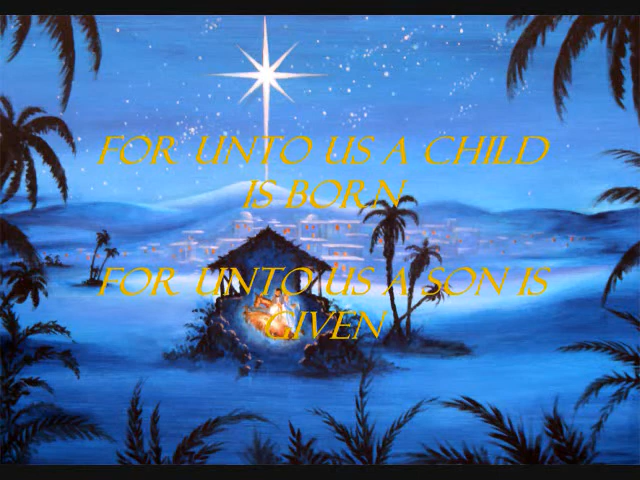 FOR UNTO US A CHILD
IS BORN
FOR UNTO US A SON IS
GIVEN